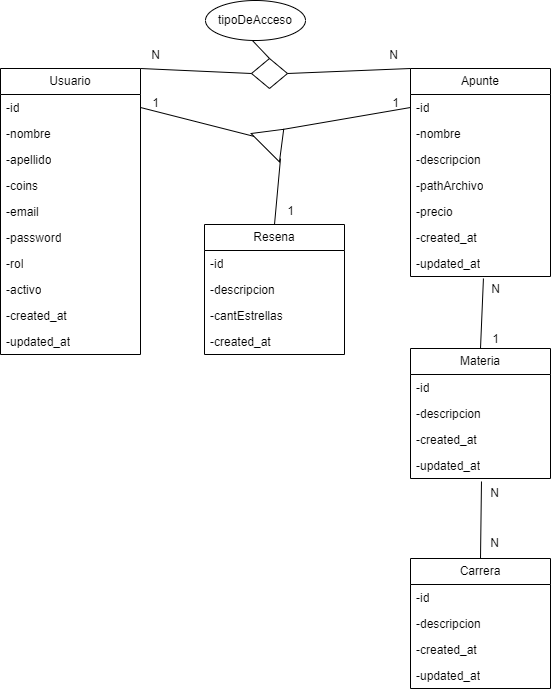 tipoDeAcceso
N
N
Usuario
-id
-nombre
-apellido
-coins
-email
-password
-rol
-activo
-created_at
-updated_at
1
1
Apunte
-id
-nombre
-descripcion
-pathArchivo
-precio
-created_at
-updated_at
1
Resena
-id
-descripcion
-cantEstrellas
-created_at
N
1
Materia
-id
-descripcion
-created_at
-updated_at
N
N
Carrera
-id
-descripcion
-created_at
-updated_at